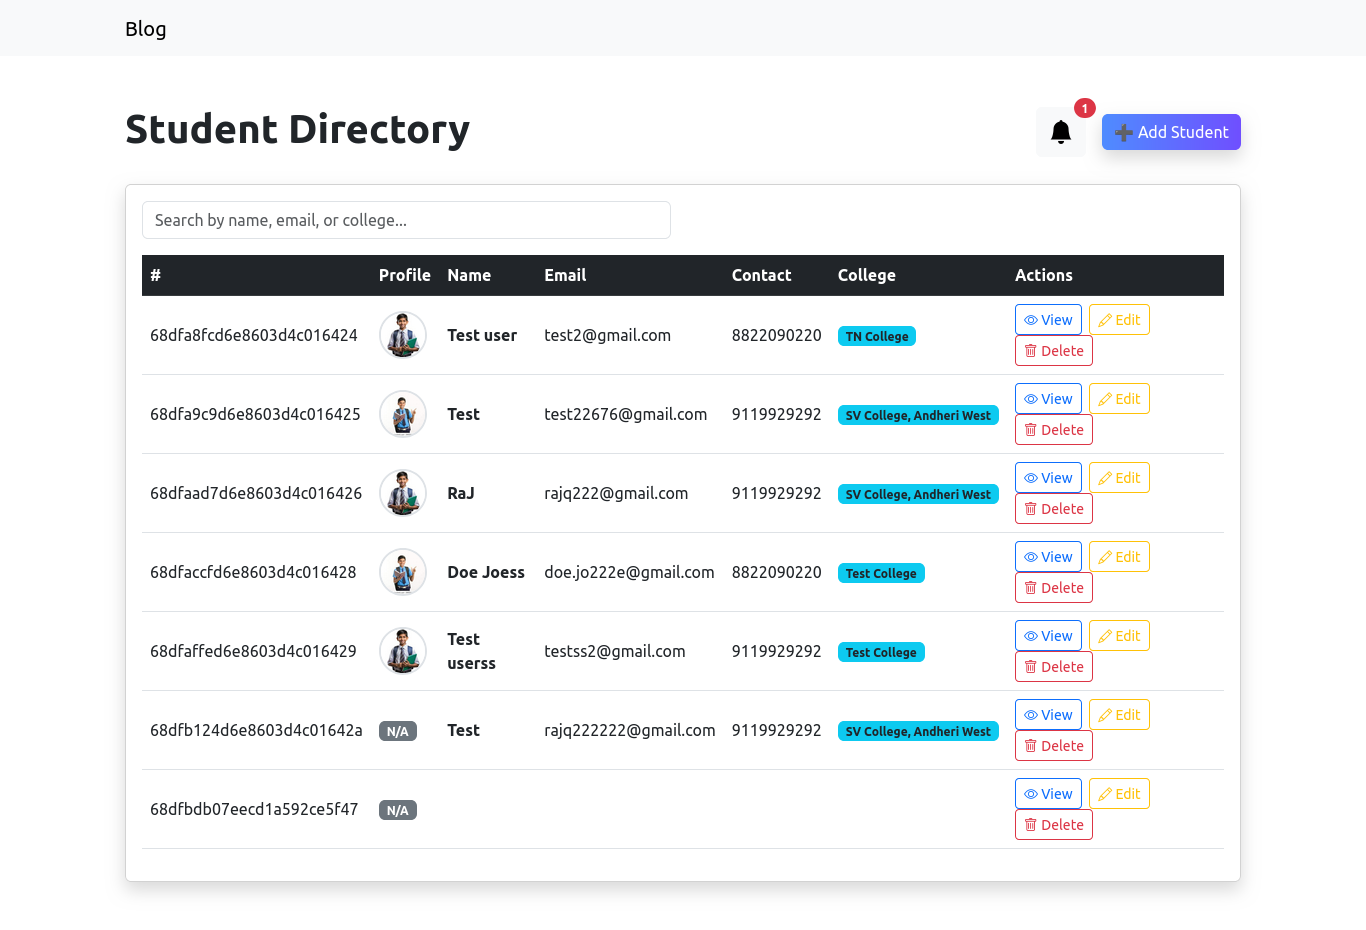 Blog
Student Directory
1
➕ Add Student
Search by name, email, or college...
# Profile Name Email Contact College Actions
68dfa8fcd6e8603d4c016424 Test user test2@gmail.com 8822090220 TN College View Edit
Delete
68dfa9c9d6e8603d4c016425 Test test22676@gmail.com 9119929292 SV College, Andheri West View Edit
Delete
68dfaad7d6e8603d4c016426 RaJ rajq222@gmail.com 9119929292 SV College, Andheri West View Edit
Delete
68dfaccfd6e8603d4c016428 Doe Joess doe.jo222e@gmail.com 8822090220 Test College View Edit
Delete
68dfaffed6e8603d4c016429 Test userss testss2@gmail.com 9119929292 Test College View Edit
Delete
68dfb124d6e8603d4c01642a N/A Test rajq222222@gmail.com 9119929292 SV College, Andheri West View Edit
Delete
68dfbdb07eecd1a592ce5f47 N/A View Edit
Delete